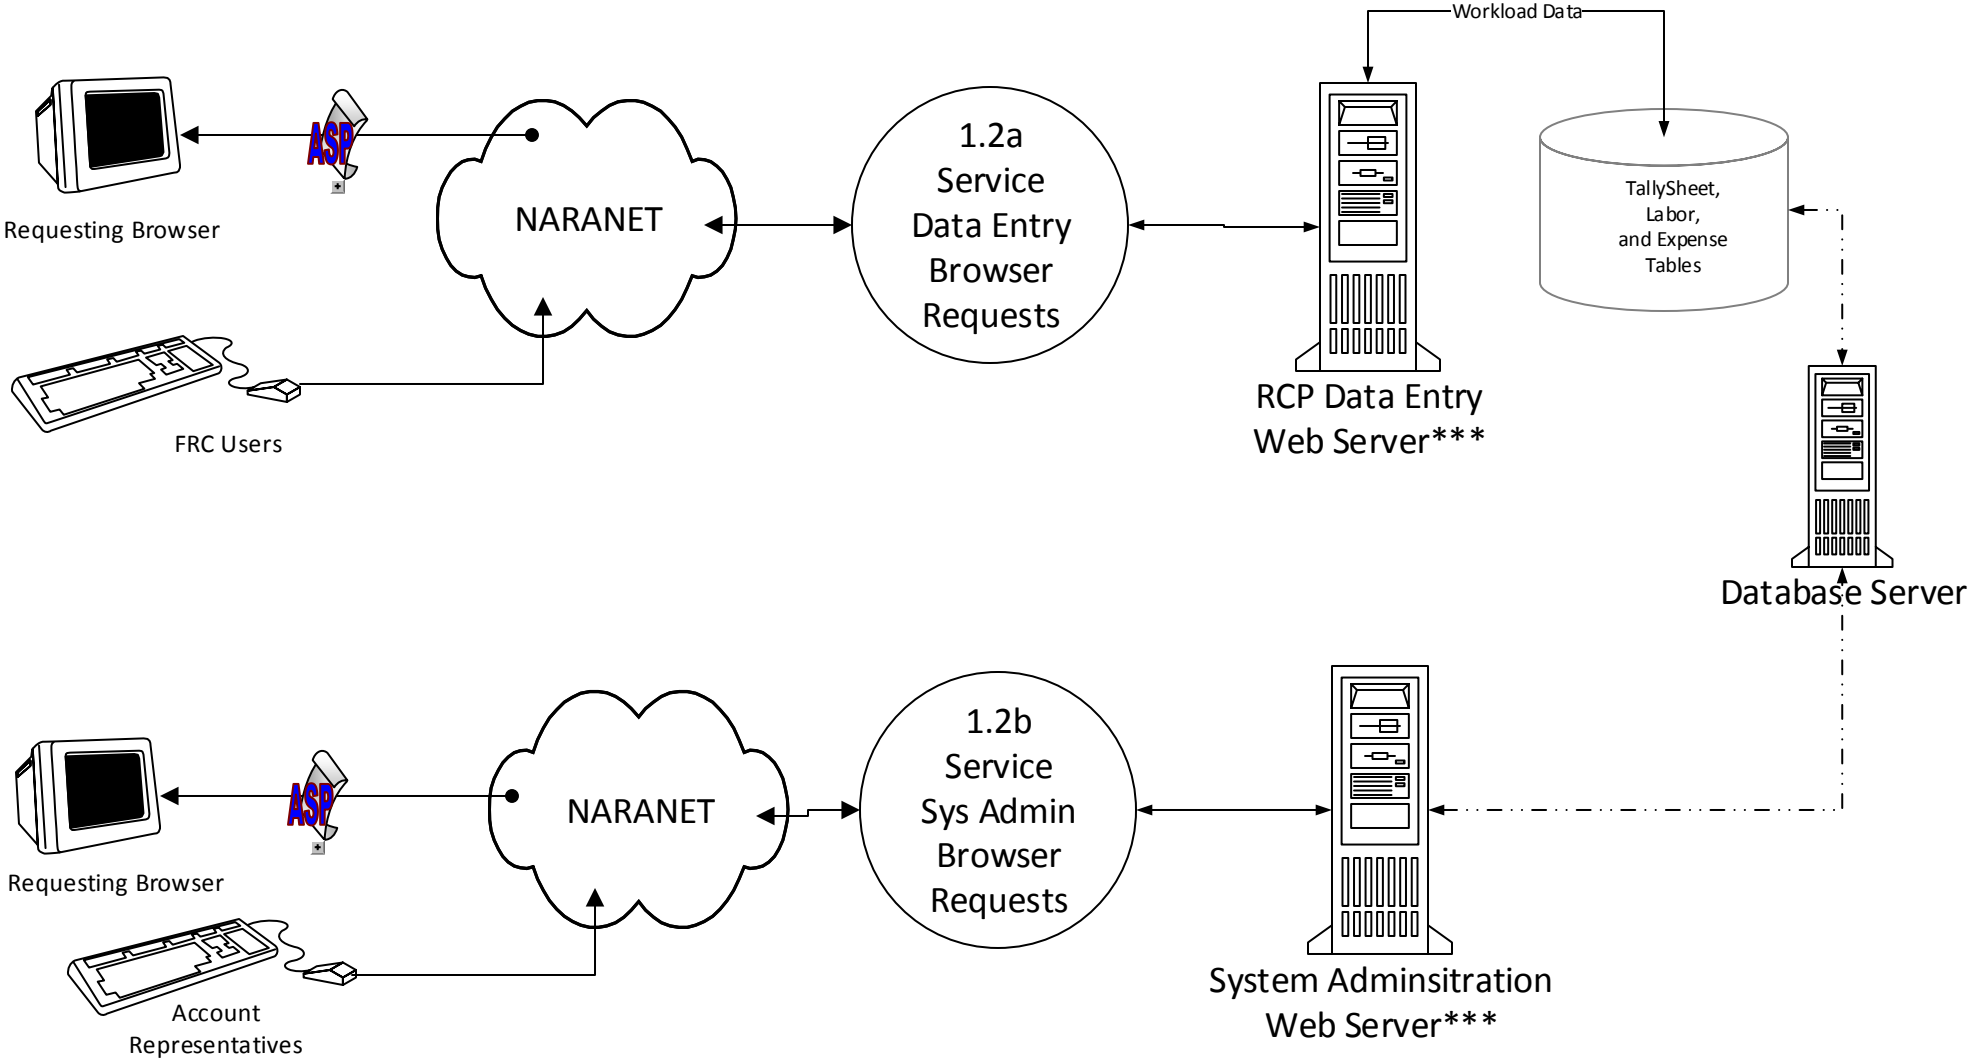 Workload Data
ASP
Requesting Browser
NARANET
1.2a
Service
Data Entry
Browser
Requests
TallySheet,
Labor,
and Expense
Tables
FRC Users
RCP Data Entry
Web Server***
Database Server
ASP
Requesting Browser
NARANET
1.2b
Service
Sys Admin
Browser
Requests
Account
Representatives
System Adminsitration
Web Server***